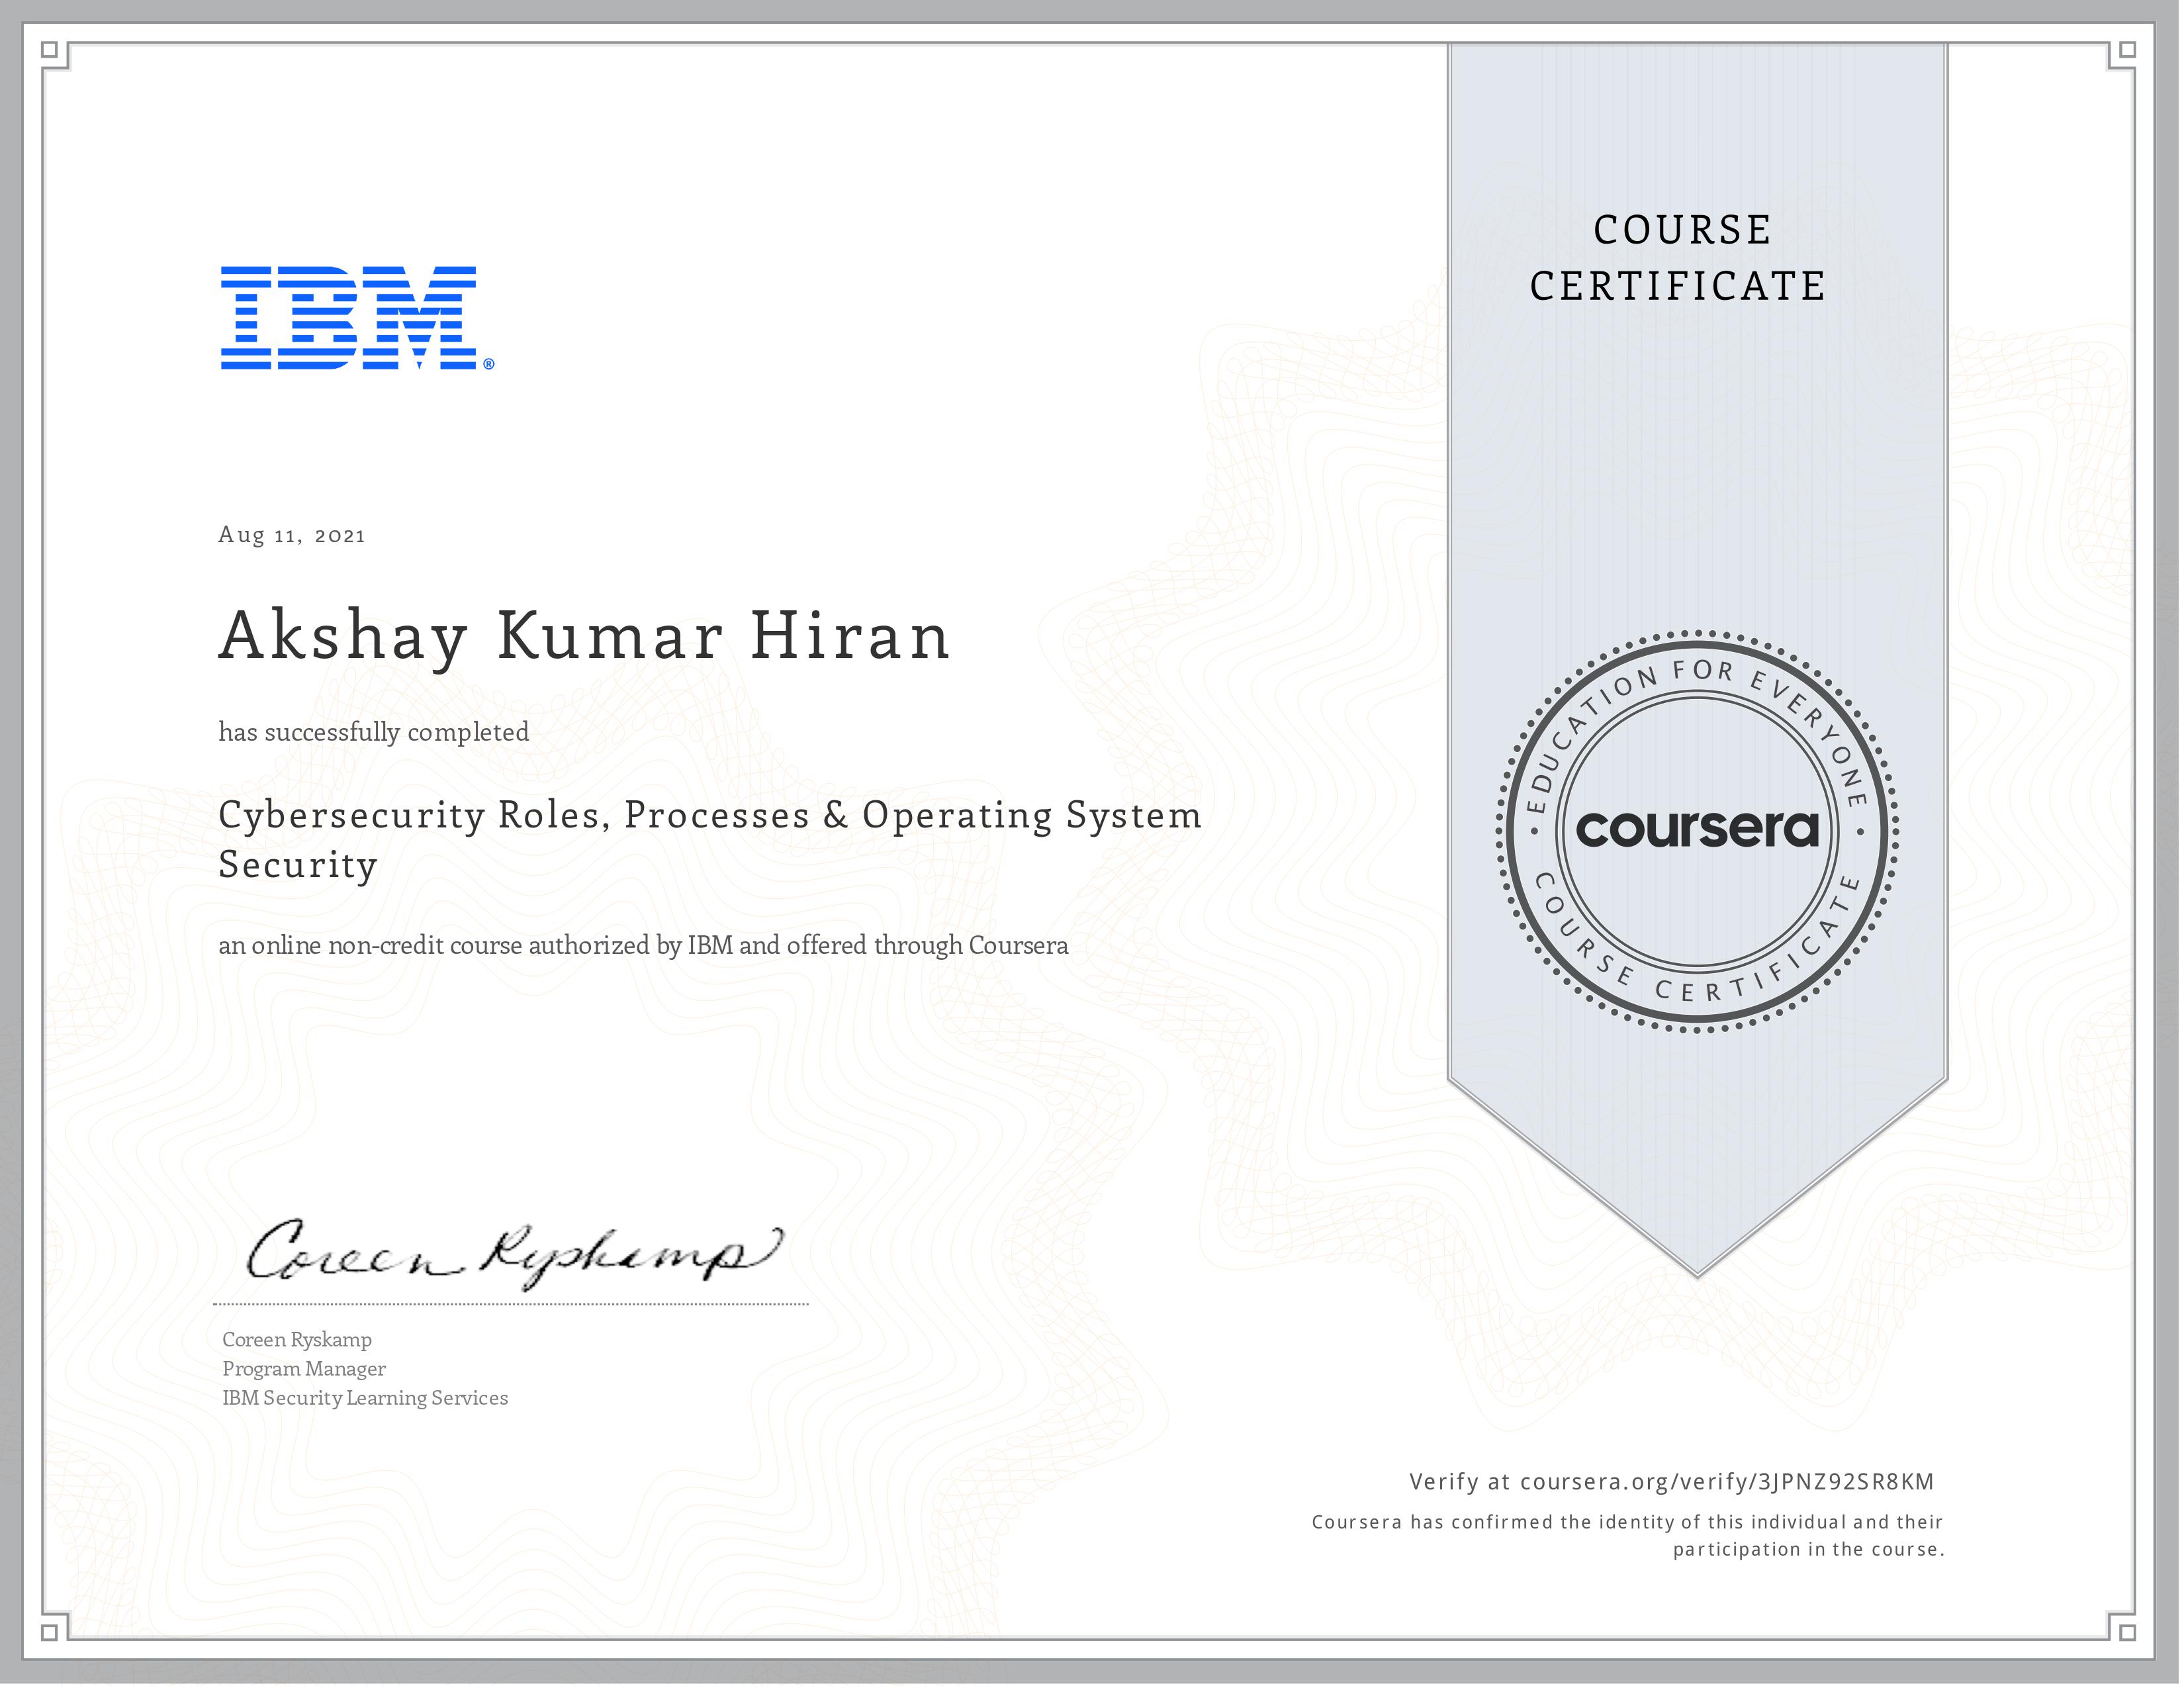 IBM®
COURSE
CERTIFICATE
Aug 11, 2021
Akshay Kumar Hiran
has successfully completed
Cybersecurity Roles, Processes & Operating System
Security
an online non-credit course authorized by IBM and offered through Coursera
EDUCATION FOR EVERYONE
coursera
COURSE CERTIFICATE
Coreen Ryskamp
Coreen Ryskamp
Program Manager
IBM Security Learning Services
Verify at coursera.org/verify/3JPNZ92SR8KM
Coursera has confirmed the identity of this individual and their
participation in the course.